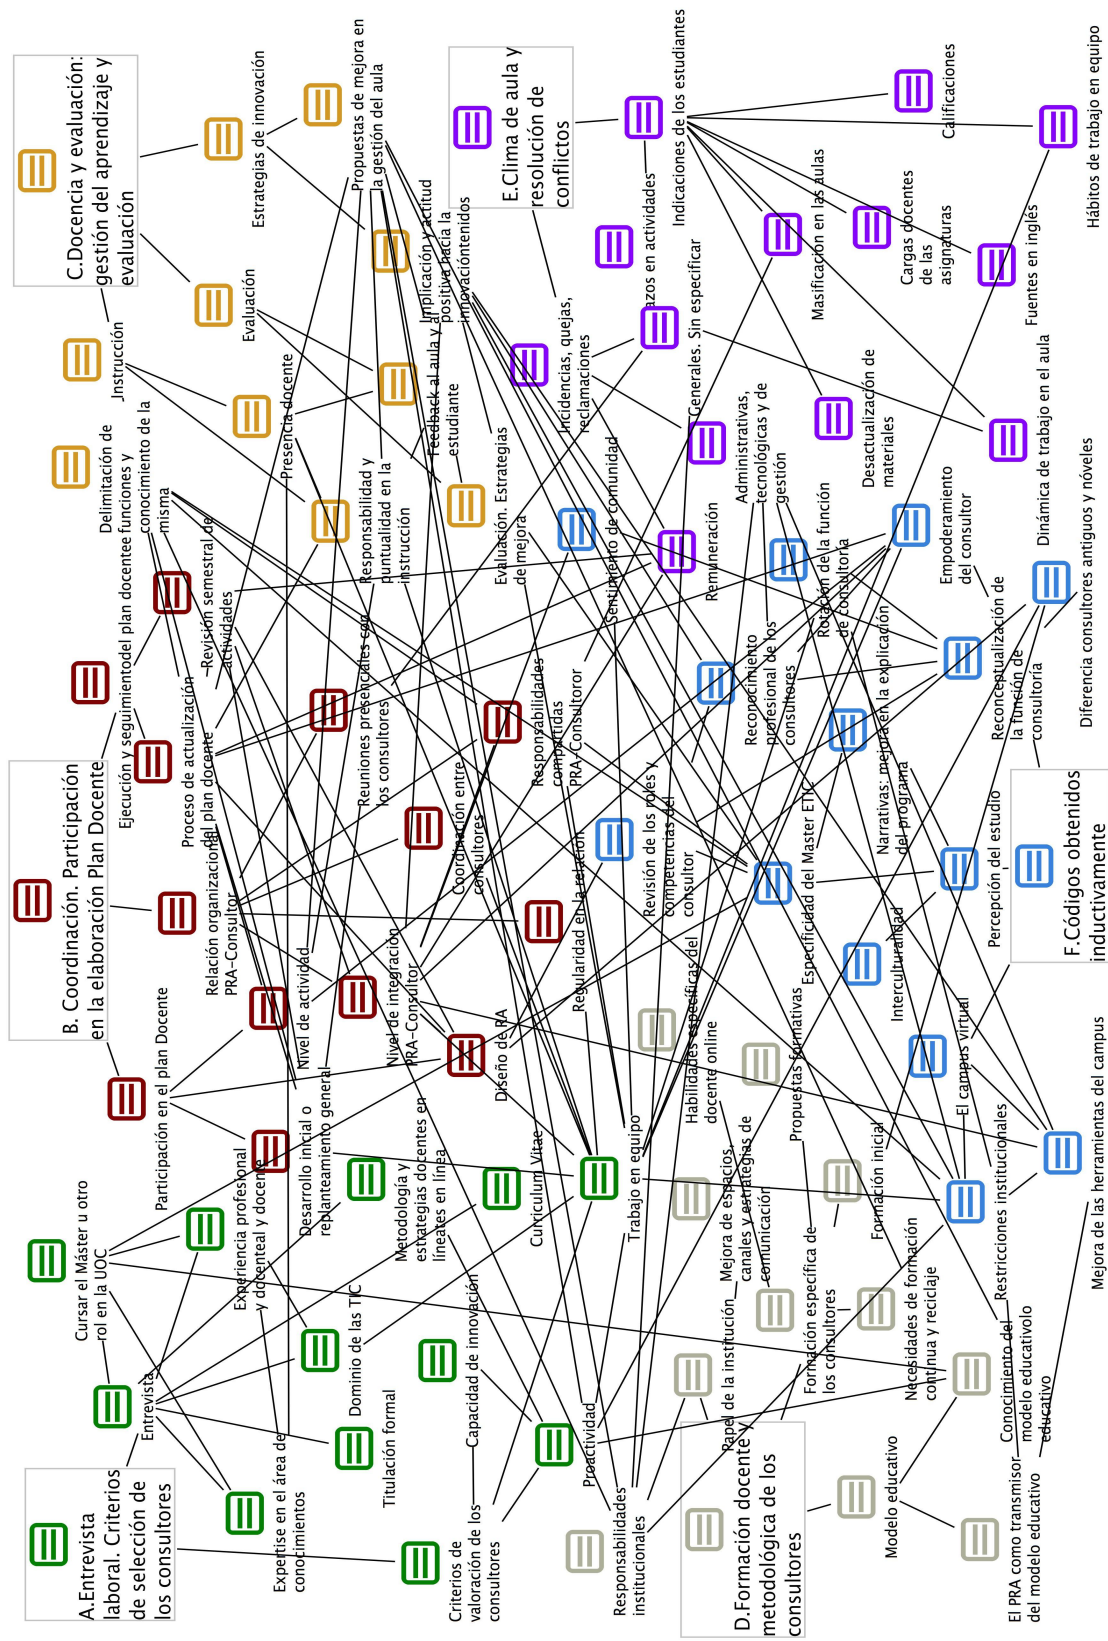 A.Entrevista
laboral. Criterios
de selección de
los consultores
Cursar el Máster u otro
rol en la UOC
Entrevista
Experiencia profesional
y docenteal y docente
Expertise en el área de
conocimientos
Dominio de las TIC
Titulación formal
Metodología y
estrategias docentes en
líneates en línea
Capacidad de innovación
Criterios de
valoración de los
consultores
Curriculum Vitae
Proactividad
Trabajo en equipo
B. Coordinación. Participación
en la elaboración Plan Docente
Participación en el plan Docente
Ejecución y seguimientodel plan docentee funciones y
conocimiento de la
misma
Delimitación de
Proceso de actualización
del plan docente
Revisión semestral de
actividades
Relación organizacional
PRA-Consultor
Nivel de actividad
Desarrollo inicial o
replanteamiento general
Reuniones presenciales con
los consultores
Nivel de integración
PRA-Consultor
Coordinación entre
consultores
Diseño de RA
Responsabilidades
compartidas
PRA-Consultoror
Regularidad en la relación
C.Docencia y evaluación:
gestión del aprendizaje y
evaluación
Instrucción
Evaluación
Estrategias de innovación
Presencia docente
Propuestas de mejora en
la gestión del aula
Responsabilidad y
puntualidad en la
instrucción
Implicación y actitud
positiva hacia la
innovacióntenidos
Feedback al aula y al
estudiante
Evaluación. Estrategias
de mejora
E.Clima de aula y
resolución de
conflictos
Incidencias, quejas,
reclamaciones
Indicaciones de los estudiantes
azos en actividades
Generales. Sin especificar
Remuneración
Masificación en las aulas
Desactualización de
materiales
Cargas docentes
de las
asignaturas
Calificaciones
Fuentes en inglés
Dinámica de trabajo en el aula
Hábitos de trabajo en equipo
Sentimiento de comunidad
Administrativas,
tecnológicas y de
gestión
Reconocimiento
profesional de los
consultores
Rotación de la función
de consultoría
Revisión de los roles y
competencias del
consultor
Empoderamiento
del consultor
Narrativas: mejora en la explicación
del programa
Reconceptualización de
la función de
consultoría
Diferencia consultores antiguos y nóveles
Especificidad del Master ETIC
Interculturalidad
Percepción del estudio
F.Códigos obtenidos
inductivamente
El campus virtual
Restricciones institucionales
Mejora de las herramientas del campus
Habilidades específicas del
docente online
Propuestas formativas
Mejora de espacios,
canales y estrategias de
comunicación
Formación inicial
Formación específica de
los consultores
Necesidades de formación
contínua y reciclaje
Papel de la institución
Responsabilidades
institucionales
D.Formación docente y
metodológica de los
consultores
Modelo educativo
Conocimiento del
modelo educativolo
educativo
El PRA como transmisor
del modelo educativo